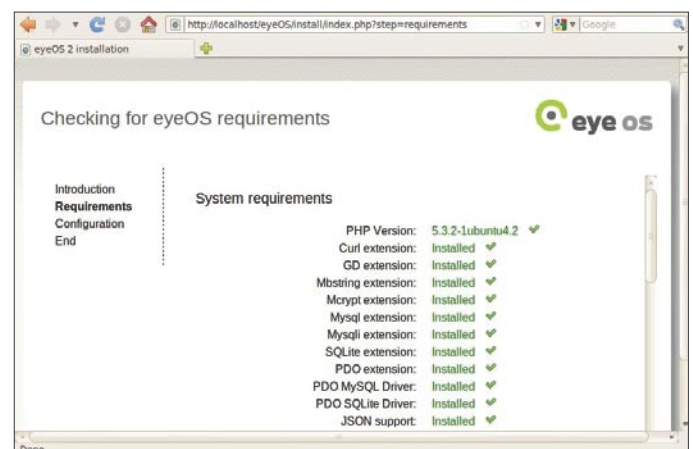 http://localhost/eyeOS/install/index.php?step=requirements
Google
eyeOS 2 installation
Checking for eyeOS requirements
eye os
Introduction
Requirements
Configuration
End
System requirements
PHP Version: 5.3.2-1ubuntu4.2
Curl extension: Installed
GD extension: Installed
Mbstring extension: Installed
Mcrypt extension: Installed
Mysql extension: Installed
Mysqli extension: Installed
SQLite extension: Installed
PDO extension: Installed
PDO MySQL Driver: Installed
PDO SQLite Driver: Installed
JSON support: Installed